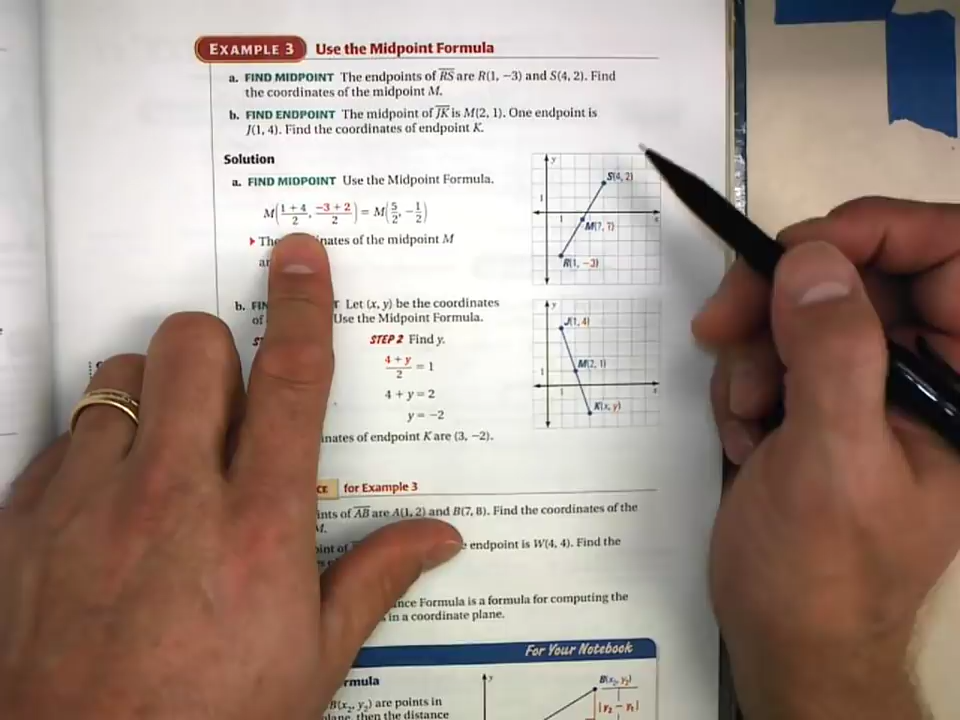 EXAMPLE 3 Use the Midpoint Formula
a. FIND MIDPOINT The endpoints of RS are R(1, −3) and S(4, 2). Find
the coordinates of the midpoint M.
b. FIND ENDPOINT The midpoint of JK is M(2, 1). One endpoint is
J(1, 4). Find the coordinates of endpoint K.
Solution
a. FIND MIDPOINT Use the Midpoint Formula.
M(1 + 4/2, −3 + 2/2) = M(5/2, −1/2)
of the midpoint M
y
S(4, 2)
1
1
x
M(?, ?)
R(1, −3)
b. Let (x, y) be the coordinates
of Use the Midpoint Formula.
STEP 2 Find y.
4 + y/2 = 1
4 + y = 2
y = −2
of endpoint K are (3, −2).
y
J(1, 4)
M(2, 1)
1
1
x
K(x, y)
for Example 3
of AB are A(1, 2) and B(7, 8). Find the coordinates of the
M.
endpoint is W(4, 4). Find the
Formula is a formula for computing the
in a coordinate plane.
For Your Notebook
y
B(x₂, y₂)
|y₂ − y₁|
B(x₂, y₂) are points in
then the distance